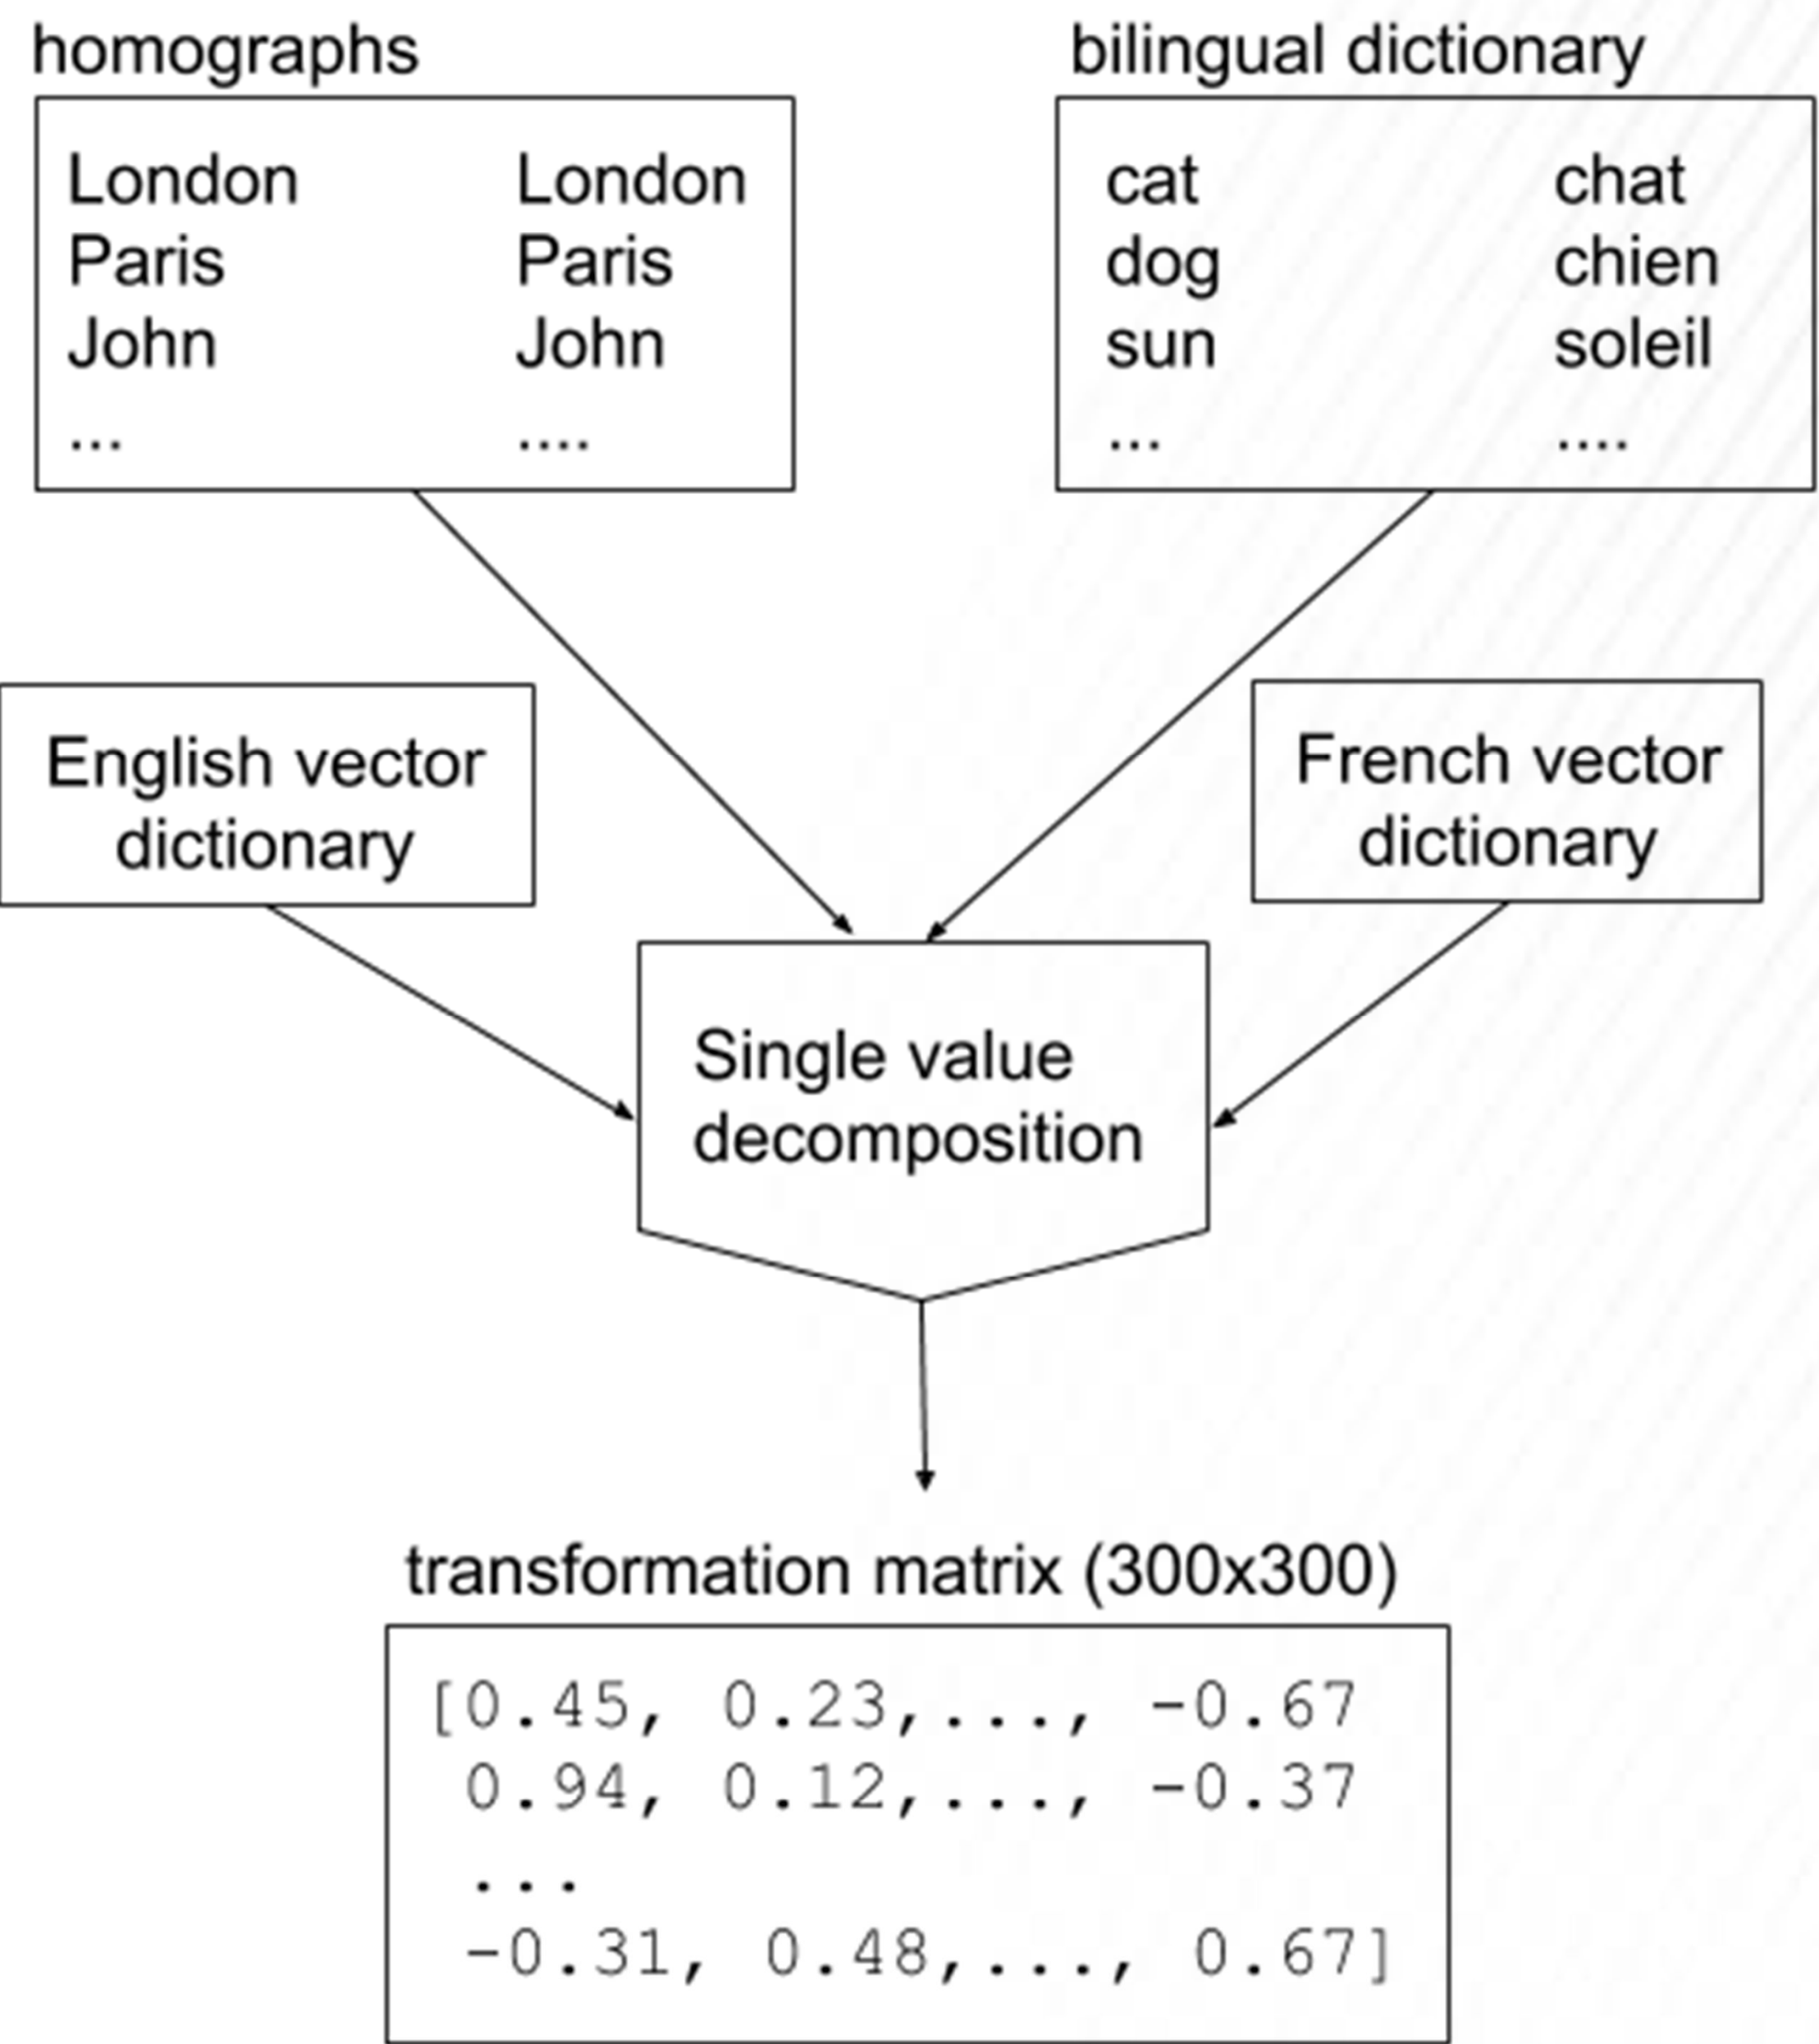 homographs
London London
Paris Paris
John John
... ....
bilingual dictionary
cat chat
dog chien
sun soleil
... ....
English vector
dictionary
French vector
dictionary
Single value
decomposition
transformation matrix (300x300)
[0.45, 0.23,..., -0.67
0.94, 0.12,..., -0.37
...
-0.31, 0.48,..., 0.67]